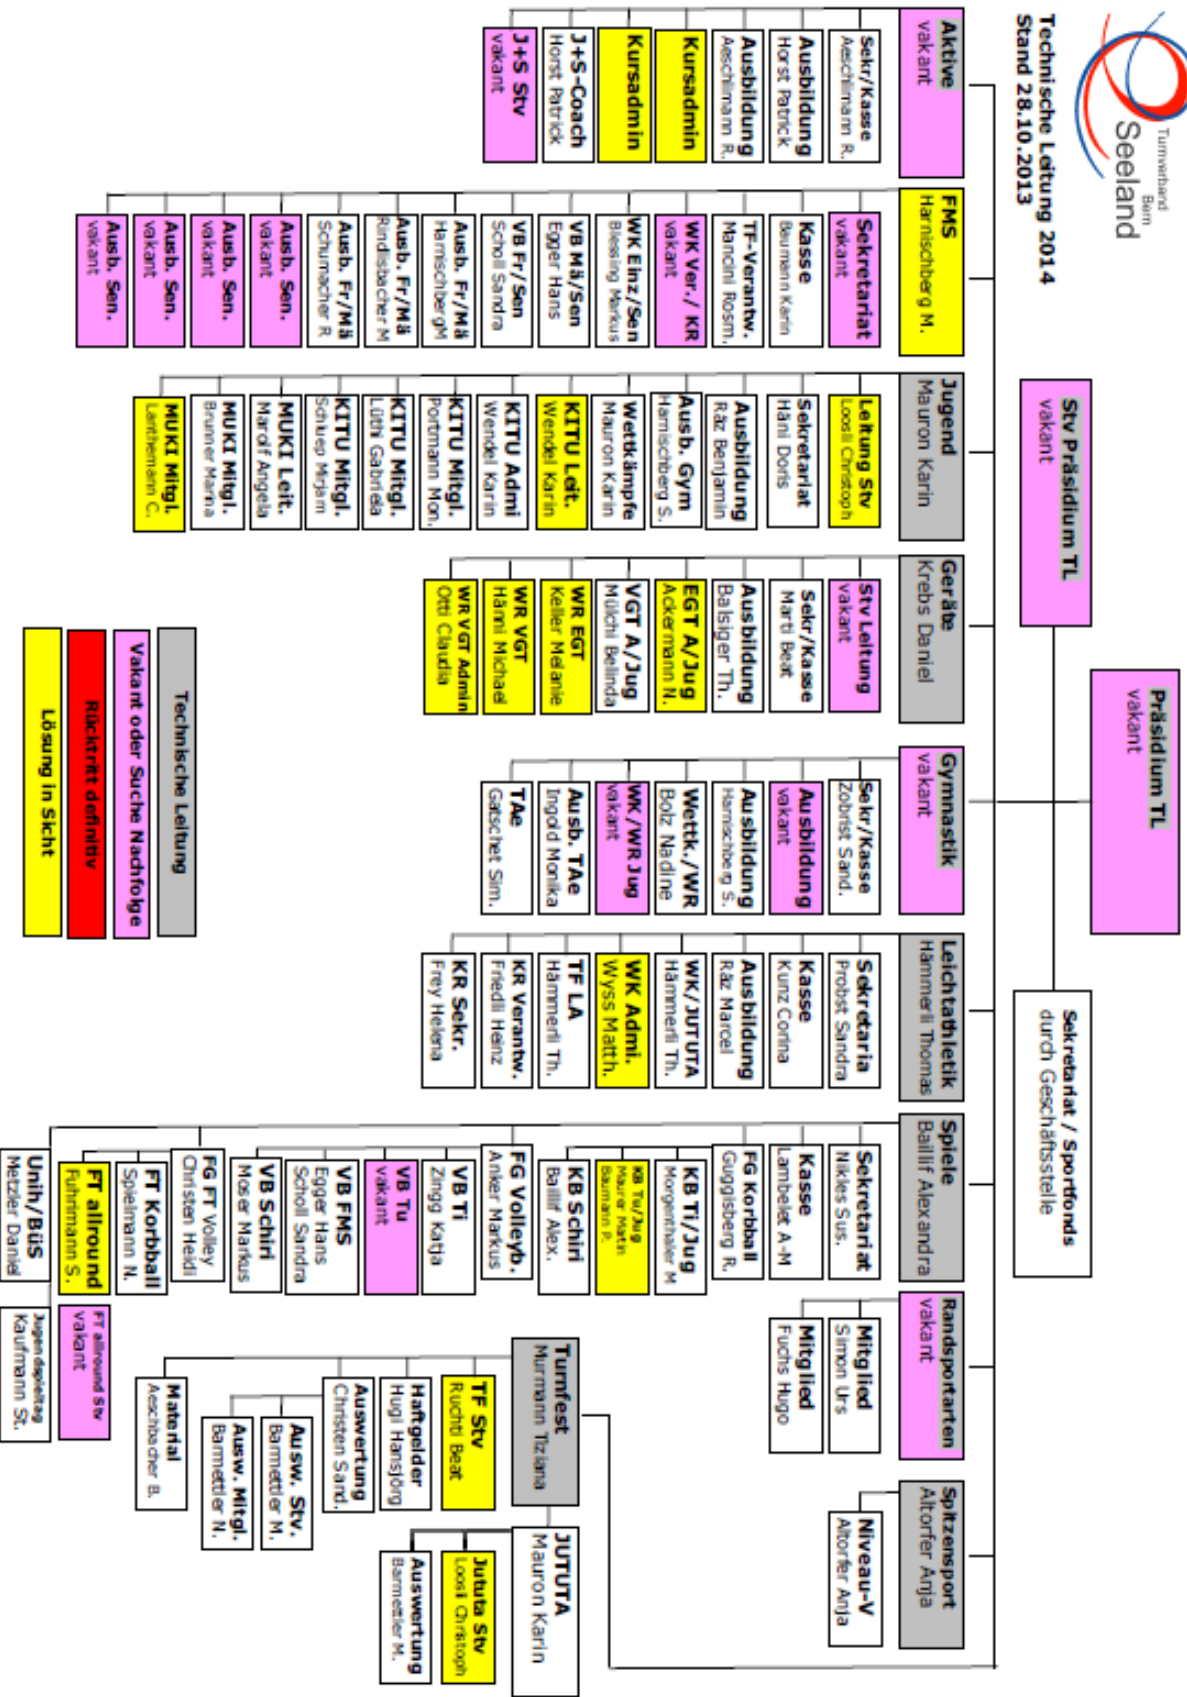 Turnverband
Bern
Seeland
Technische Leitung 2014
Stand 28.10.2013
Präsidium TL
vakant
Stv Präsidium TL
vakant
Sekretariat / Sportfonds
durch Geschäftsstelle
Aktive
vakant
Sekr/Kasse
Aeschlimann R.
Ausbildung
Horst Patrick
Ausbildung
Aeschlimann R.
Kursadmin
Kursadmin
J+S-Coach
Horst Patrick
J+S Stv
vakant
FMS
Harnischberg M.
Sekretariat
vakant
Kasse
Beumann Karin
TF-Verantw.
Mancini Rosm.
WK Ver./ KR
vakant
WK Einz/Sen
Blessing Markus
VB Mä/Sen
Egger Hans
VB Fr/Sen
Scholl Sandra
Ausb. Fr/Mä
HarnischbergM
Ausb. Fr/Mä
Rindlisbacher M
Ausb. Fr/Mä
Schumacher R
Ausb. Sen.
vakant
Ausb. Sen.
vakant
Ausb. Sen.
vakant
Ausb. Sen.
vakant
Jugend
Mauron Karin
Leitung Stv
Loosli Christoph
Sekretariat
Häni Doris
Ausbildung
Räz Benjamin
Ausb. Gym
Harnischberg S.
Wettkämpfe
Mauron Karin
KITU Leit.
Wendel Karin
KITU Admi
Wendel Karin
KITU Mitgl.
Portmann Mon.
KITU Mitgl.
Lüthi Gabriela
KITU Mitgl.
Schlup Mirjam
MUKI Leit.
Marolf Angela
MUKI Mitgl.
Brunner Marina
MUKI Mitgl.
Lanthemann C.
Geräte
Krebs Daniel
Stv Leitung
vakant
Sekr/Kasse
Marti Beat
Ausbildung
Balsiger Th.
EGT A/Jug
Ackermann N.
VGT A/Jug
Mülchi Belinda
WR EGT
Keller Melanie
WR VGT
Hänni Michael
WR VGT Admin
Otti Claudia
Gymnastik
vakant
Sekr/Kasse
Zobrist Sand.
Ausbildung
vakant
Ausbildung
Harnischberg S.
Wettk./WR
Bolz Nadine
WK/WR Jug
vakant
Ausb. TAe
Ingold Monika
TAe
Gatschet Sim.
Leichtathletik
Hämmerli Thomas
Sekretaria
Probst Sandra
Kasse
Kunz Corina
Ausbildung
Räz Marcel
WK/JUTUTA
Hämmerli Th.
WK Admi.
Wyss Matth.
TF LA
Hämmerli Th.
KR Verantw.
Friedli Heinz
KR Sekr.
Frey Helena
Spiele
Baillif Alexandra
Sekretariat
Nikles Sus.
Kasse
Lambelet A-M
FG Korbball
Guggisberg R.
KB Ti/Jug
Morgenthaler M
KB Tu/Jug
Maurer Martin
Baumann P.
KB Schiri
Baillif Alex.
FG Volleyb.
Anker Markus
VB Ti
Zingg Katja
VB Tu
vakant
VB FMS
Egger Hans
Scholl Sandra
VB Schiri
Moser Markus
FG FT Volley
Christen Heidi
FT Korbball
Spielmann N.
FT allround
Fuhrimann S.
FT allround Stv
vakant
Unih/BüS
Metzler Daniel
Jugendspieltag
Kaufmann St.
Randsportarten
vakant
Mitglied
Simon Urs
Mitglied
Fuchs Hugo
Spitzensport
Altorfer Anja
Niveau-V
Altorfer Anja
Turnfest
Murmann Tiziana
TF Stv
Ruchti Beat
Haftgelder
Hugi Hansjörg
Auswertung
Christen Sand.
Ausw. Stv.
Barmettler M.
Ausw. Mitgl.
Barmettler N.
Material
Aeschbacher B.
JUTUTA
Mauron Karin
Jututa Stv
Loosli Christoph
Auswertung
Barmettler M.
Technische Leitung
Vakant oder Suche Nachfolge
Rücktritt definitiv
Lösung in Sicht